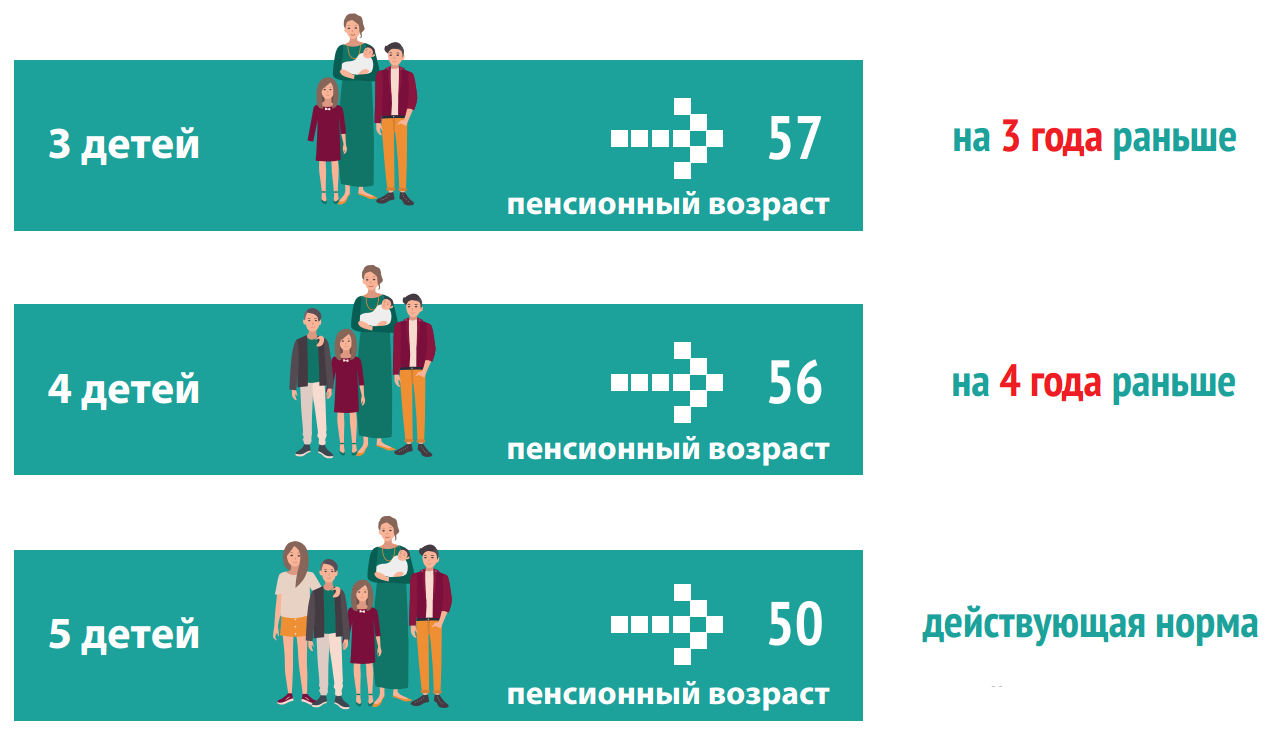 3 детей
57
пенсионный возраст
на 3 года раньше
4 детей
56
пенсионный возраст
на 4 года раньше
5 детей
50
пенсионный возраст
действующая норма